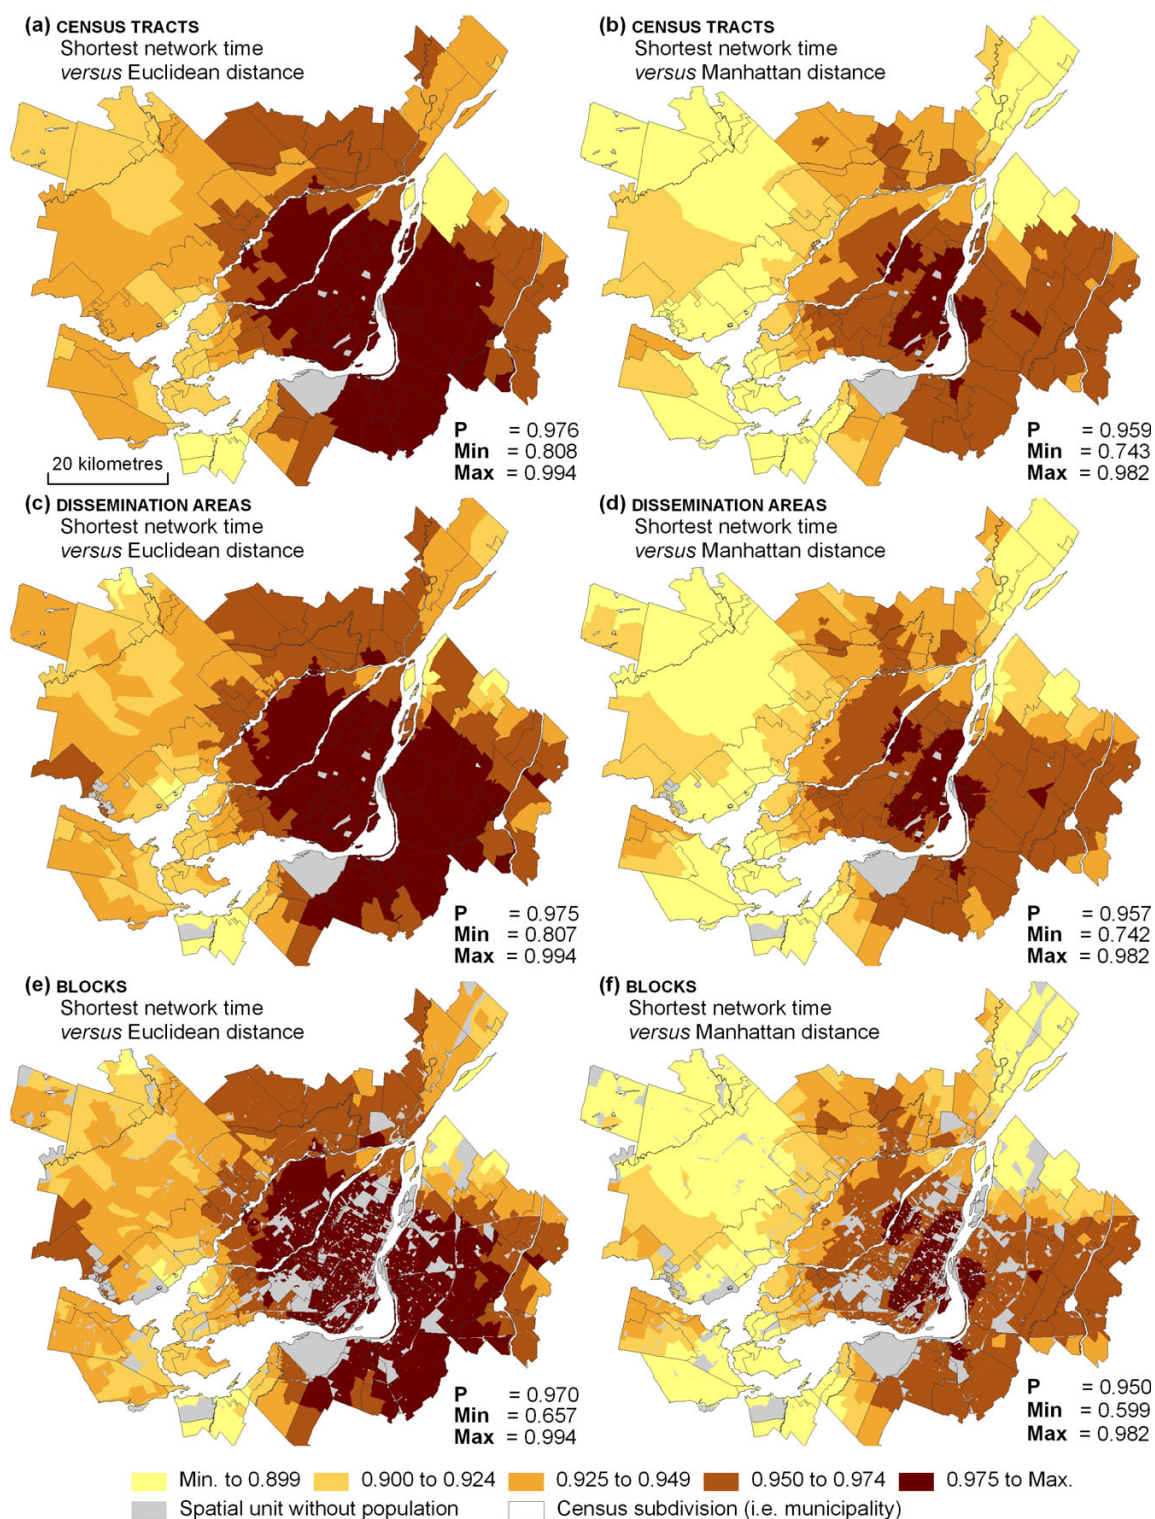 (a) CENSUS TRACTS
Shortest network time
versus Euclidean distance
P = 0.976
Min = 0.808
Max = 0.994
20 kilometres
(b) CENSUS TRACTS
Shortest network time
versus Manhattan distance
P = 0.959
Min = 0.743
Max = 0.982
(c) DISSEMINATION AREAS
Shortest network time
versus Euclidean distance
P = 0.975
Min = 0.807
Max = 0.994
(d) DISSEMINATION AREAS
Shortest network time
versus Manhattan distance
P = 0.957
Min = 0.742
Max = 0.982
(e) BLOCKS
Shortest network time
versus Euclidean distance
P = 0.970
Min = 0.657
Max = 0.994
(f) BLOCKS
Shortest network time
versus Manhattan distance
P = 0.950
Min = 0.599
Max = 0.982
Min. to 0.899 0.900 to 0.924 0.925 to 0.949 0.950 to 0.974 0.975 to Max.
Spatial unit without population Census subdivision (i.e. municipality)